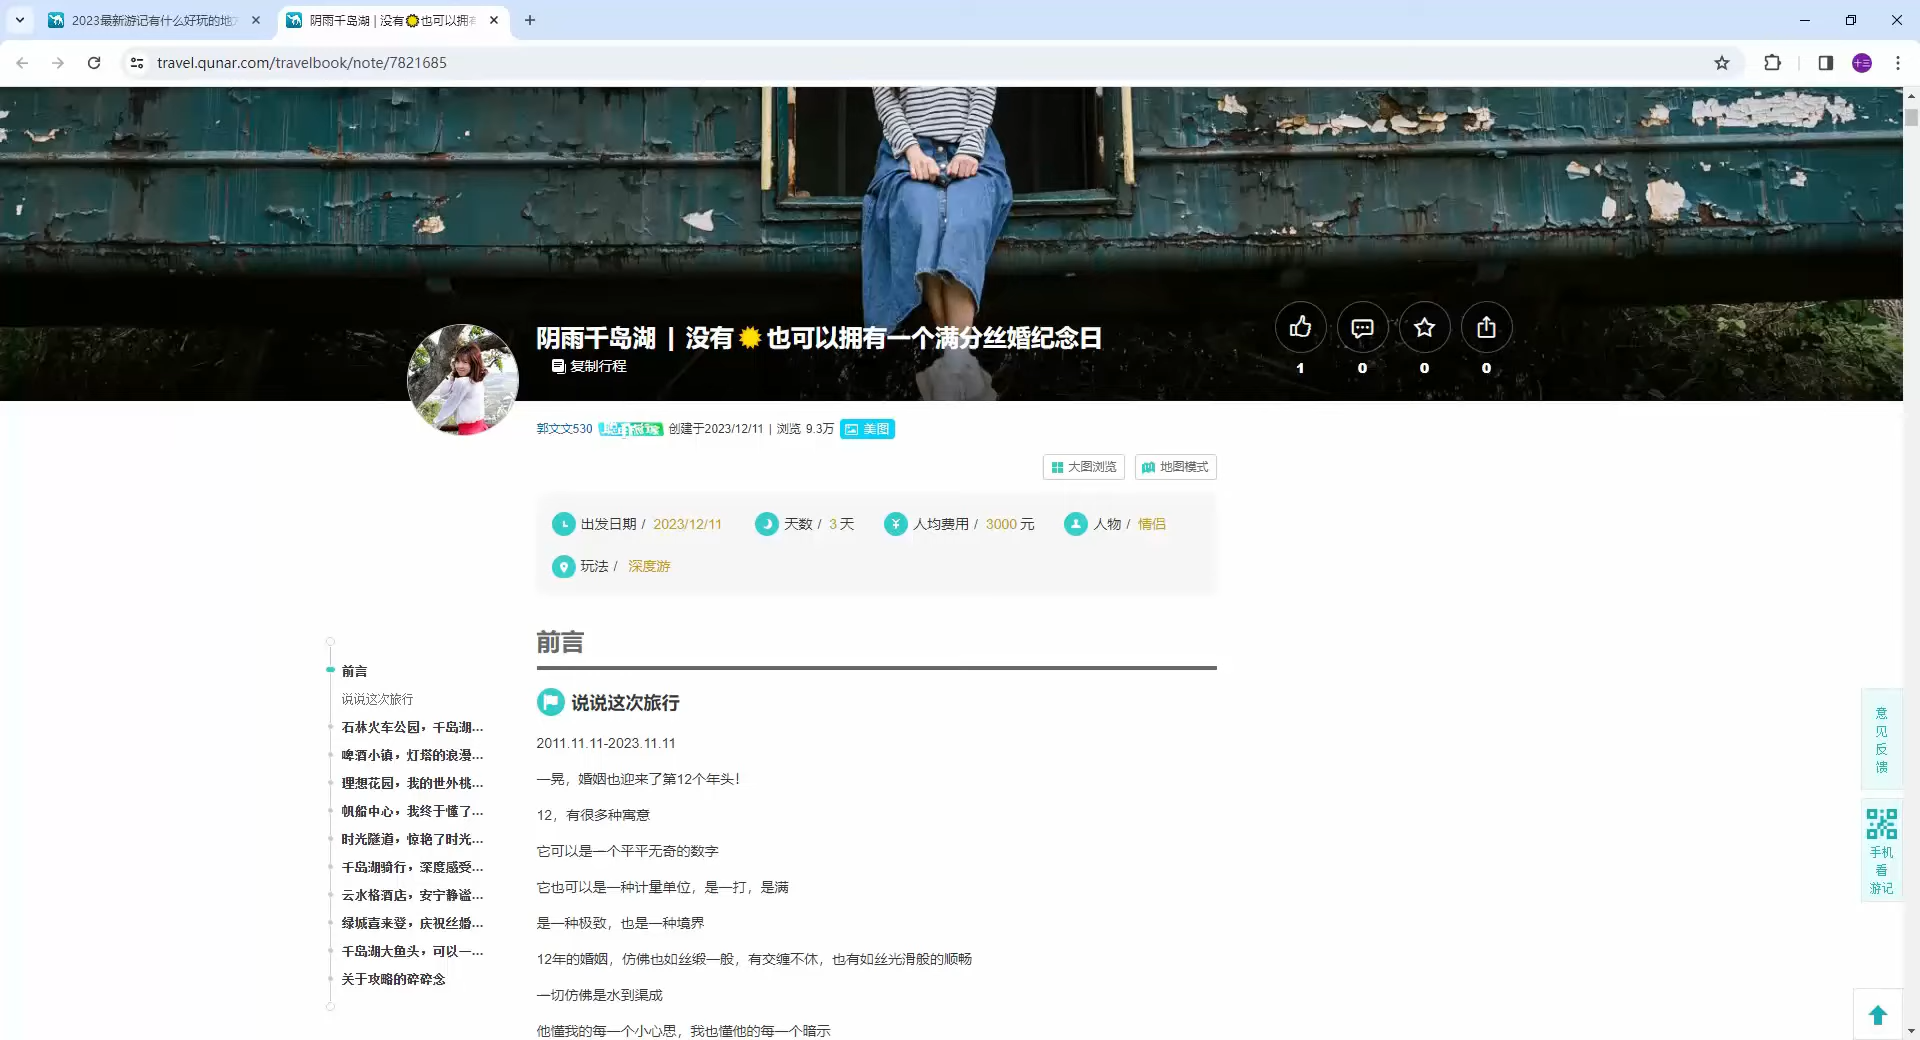 2023最新游记有什么好玩的地
阴雨千岛湖 | 没有🌞也可以拥有
travel.qunar.com/travelbook/note/7821685
十三
阴雨千岛湖 | 没有🌞也可以拥有一个满分丝婚纪念日
复制行程
1
0
0
0
郭文文530
创建于2023/12/11 | 浏览 9.3万
美图
大图浏览
地图模式
出发日期 / 2023/12/11
天数 / 3 天
人均费用 / 3000 元
人物 / 情侣
玩法 / 深度游
前言
说说这次旅行
石林火车公园，千岛湖...
啤酒小镇，灯塔的浪漫...
理想花园，我的世外桃...
帆船中心，我终于懂了...
时光隧道，惊艳了时光...
千岛湖骑行，深度感受...
云水格酒店，安宁静谧...
绿城喜来登，庆祝丝婚...
千岛湖大鱼头，可以一...
关于攻略的碎碎念
前言
说说这次旅行
2011.11.11-2023.11.11
一晃，婚姻也迎来了第12个年头！
12，有很多种寓意
它可以是一个平平无奇的数字
它也可以是一种计量单位，是一打，是满
是一种极致，也是一种境界
12年的婚姻，仿佛也如丝缎一般，有交缠不休，也有如丝光滑般的顺畅
一切仿佛是水到渠成
他懂我的每一个小心思，我也懂他的每一个暗示
意见反馈
手机
看
游记